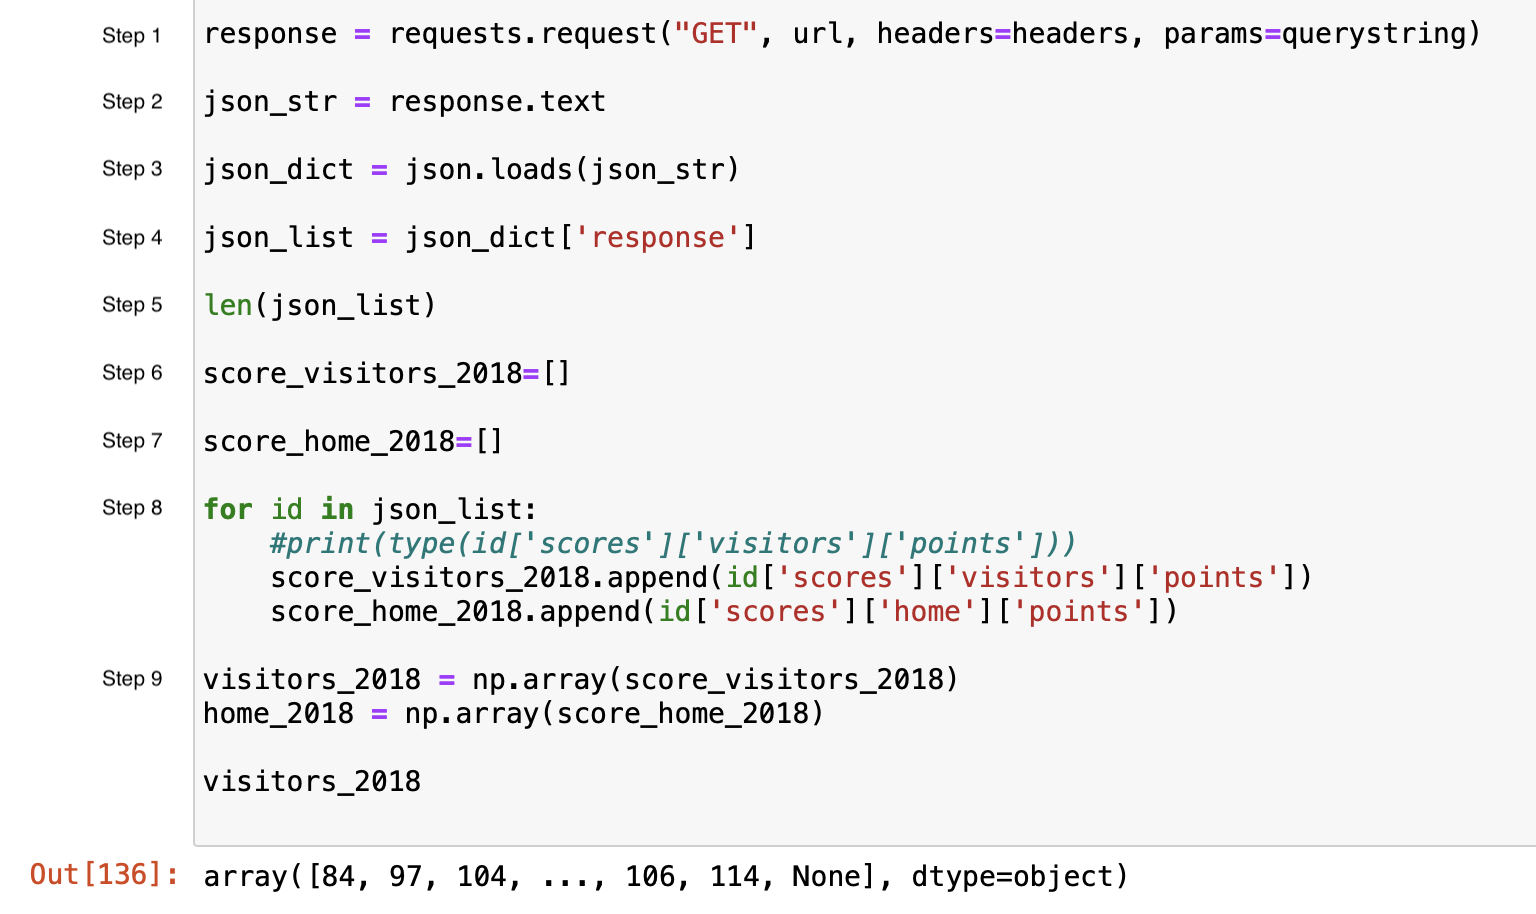 Step 1 response = requests.request("GET", url, headers=headers, params=querystring)
Step 2 json_str = response.text
Step 3 json_dict = json.loads(json_str)
Step 4 json_list = json_dict['response']
Step 5 len(json_list)
Step 6 score_visitors_2018=[]
Step 7 score_home_2018=[]
Step 8 for id in json_list:
    #print(type(id['scores']['visitors']['points']))
    score_visitors_2018.append(id['scores']['visitors']['points'])
    score_home_2018.append(id['scores']['home']['points'])
Step 9 visitors_2018 = np.array(score_visitors_2018)
home_2018 = np.array(score_home_2018)
visitors_2018
Out[136]: array([84, 97, 104, ..., 106, 114, None], dtype=object)